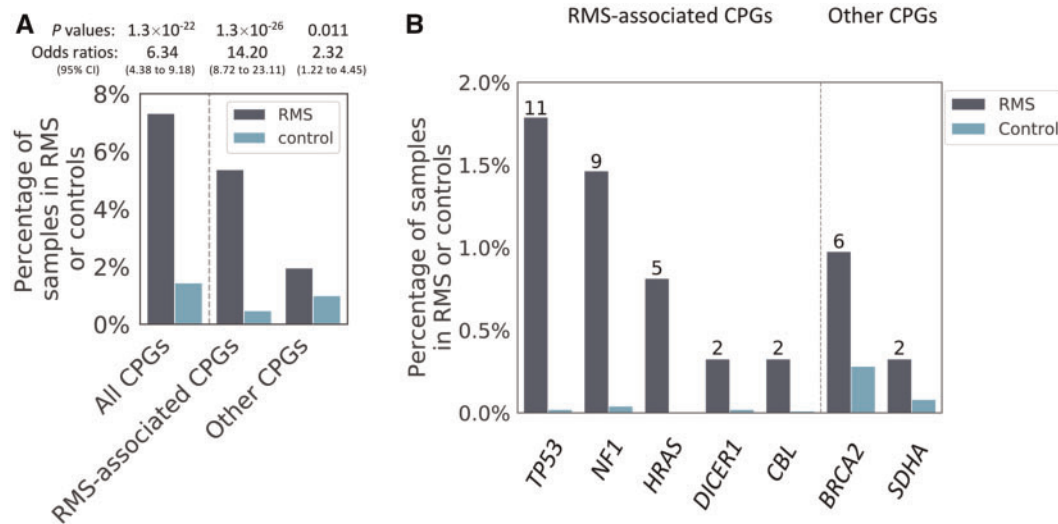 A
P values: 1.3×10-22 1.3×10-26 0.011
Odds ratios: 6.34 14.20 2.32
(95% CI) (4.38 to 9.18) (8.72 to 23.11) (1.22 to 4.45)
Percentage of
samples in RMS
or controls
8%
6%
4%
2%
0%
RMS
control
All CPGs
RMS-associated CPGs
Other CPGs
B
RMS-associated CPGs Other CPGs
Percentage of samples
in RMS or controls
2.0%
1.5%
1.0%
0.5%
0.0%
11
9
5
2
2
6
2
RMS
Control
TP53
NF1
HRAS
DICER1
CBL
BRCA2
SDHA